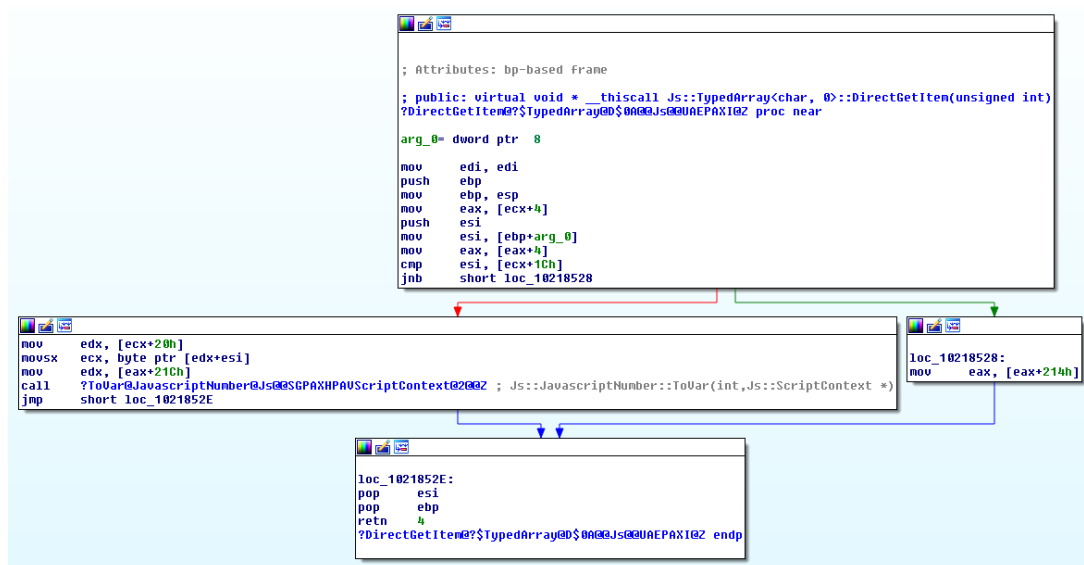 ; Attributes: bp-based frame
; public: virtual void * __thiscall Js::TypedArray<char, 0>::DirectGetItem(unsigned int)
?DirectGetItem@?$TypedArray@D$0A@@Js@@UAEPAXI@Z proc near
arg_0= dword ptr  8
mov     edi, edi
push    ebp
mov     ebp, esp
mov     eax, [ecx+4]
push    esi
mov     esi, [ebp+arg_0]
mov     eax, [eax+4]
cmp     esi, [ecx+1Ch]
jnb     short loc_10218528
mov     edx, [ecx+20h]
movsx   ecx, byte ptr [edx+esi]
mov     edx, [eax+21Ch]
call    ?ToVar@JavascriptNumber@Js@@SGPAXHPAVScriptContext@2@@Z ; Js::JavascriptNumber::ToVar(int,Js::ScriptContext *)
jmp     short loc_1021852E
loc_10218528:
mov     eax, [eax+214h]
loc_1021852E:
pop     esi
pop     ebp
retn    4
?DirectGetItem@?$TypedArray@D$0A@@Js@@UAEPAXI@Z endp